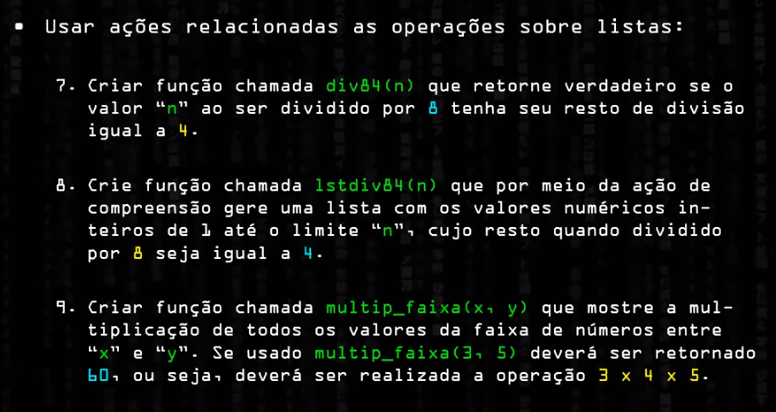 ▪ Usar ações relacionadas as operações sobre listas:
7. Criar função chamada div84(n) que retorne verdadeiro se o
valor “n” ao ser dividido por 8 tenha seu resto de divisão
igual a 4.
8. Crie função chamada lstdiv84(n) que por meio da ação de
compreensão gere uma lista com os valores numéricos in-
teiros de 1 até o limite “n”, cujo resto quando dividido
por 8 seja igual a 4.
9. Criar função chamada multip_faixa(x, y) que mostre a mul-
tiplicação de todos os valores da faixa de números entre
“x” e “y”. Se usado multip_faixa(3, 5) deverá ser retornado
60, ou seja, deverá ser realizada a operação 3 x 4 x 5.